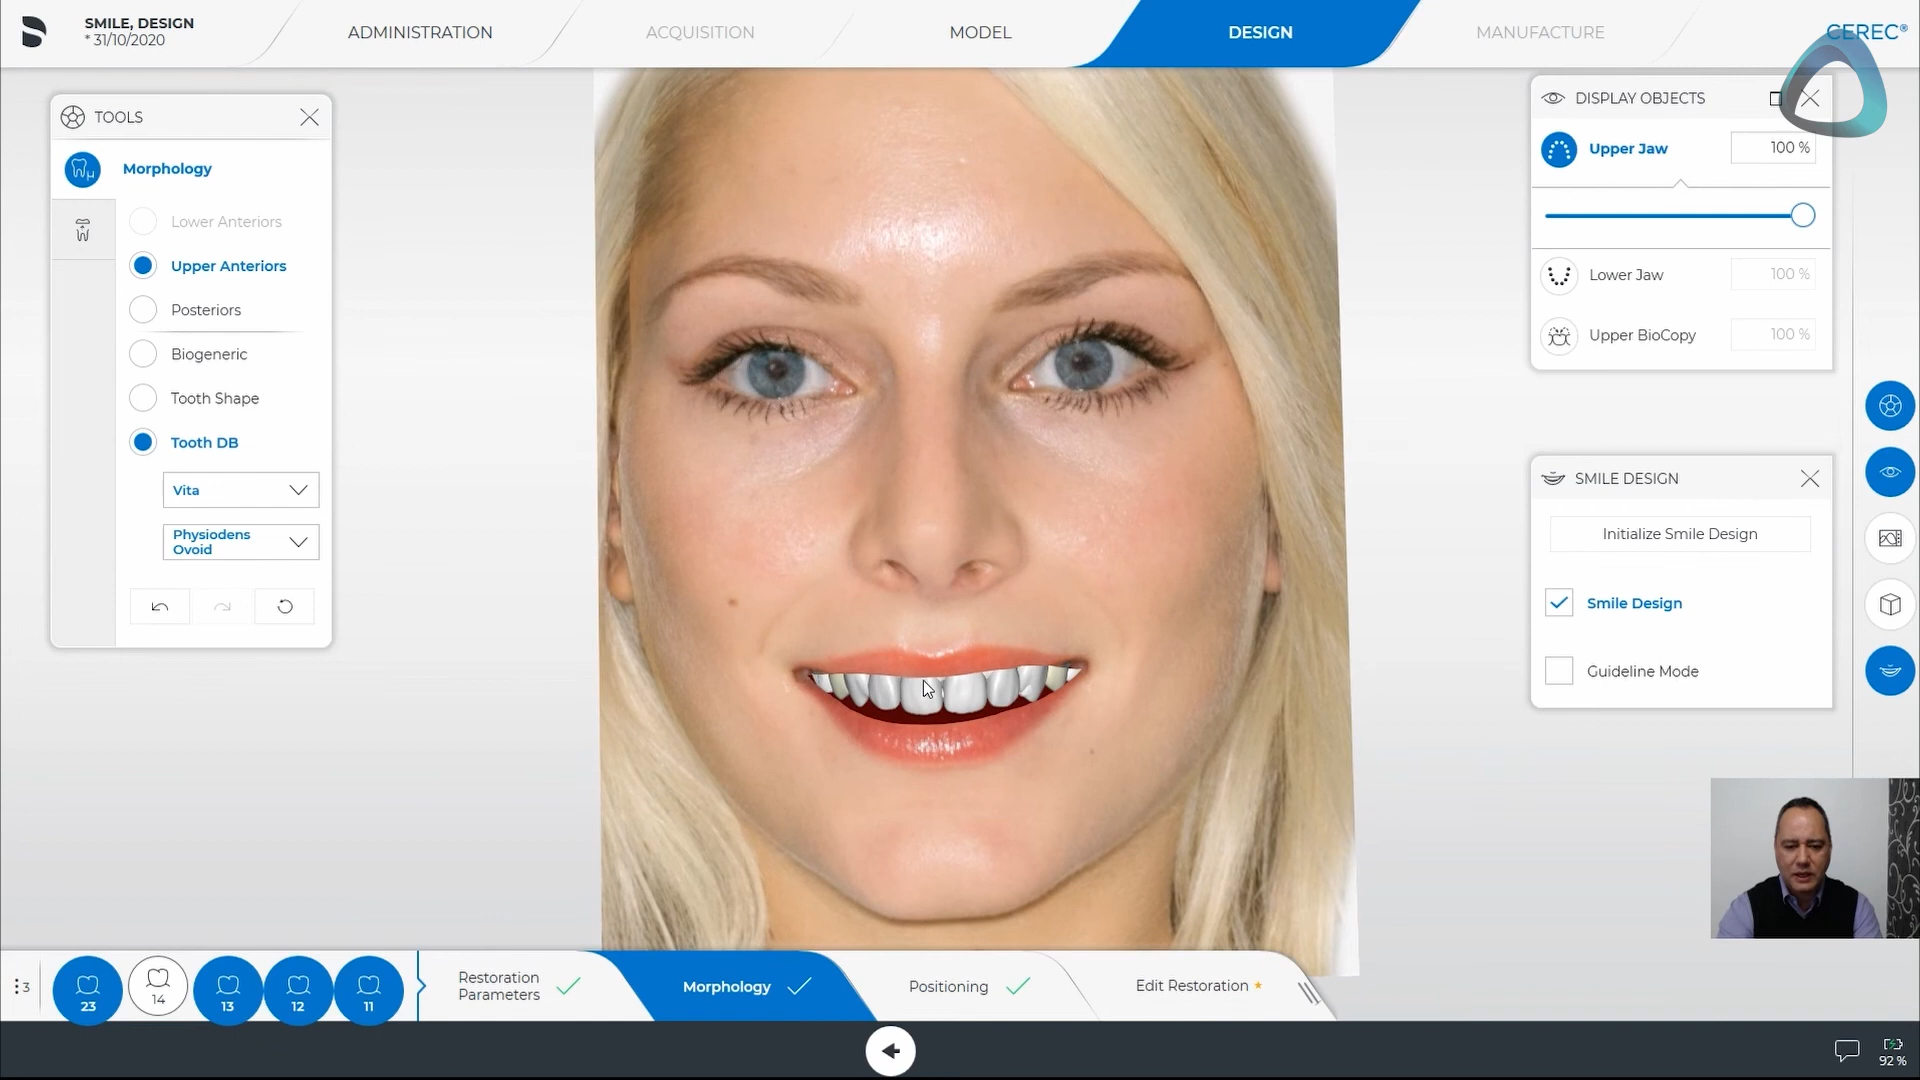 SMILE, DESIGN
* 31/10/2020
ADMINISTRATION
ACQUISITION
MODEL
DESIGN
MANUFACTURE
CEREC®
TOOLS
Morphology
Lower Anteriors
Upper Anteriors
Posteriors
Biogeneric
Tooth Shape
Tooth DB
Vita
Physiodens
Ovoid
DISPLAY OBJECTS
Upper Jaw
100 %
Lower Jaw
100 %
Upper BioCopy
100 %
SMILE DESIGN
Initialize Smile Design
Smile Design
Guideline Mode
3
23
14
13
12
11
Restoration
Parameters
Morphology
Positioning
Edit Restoration *
92 %